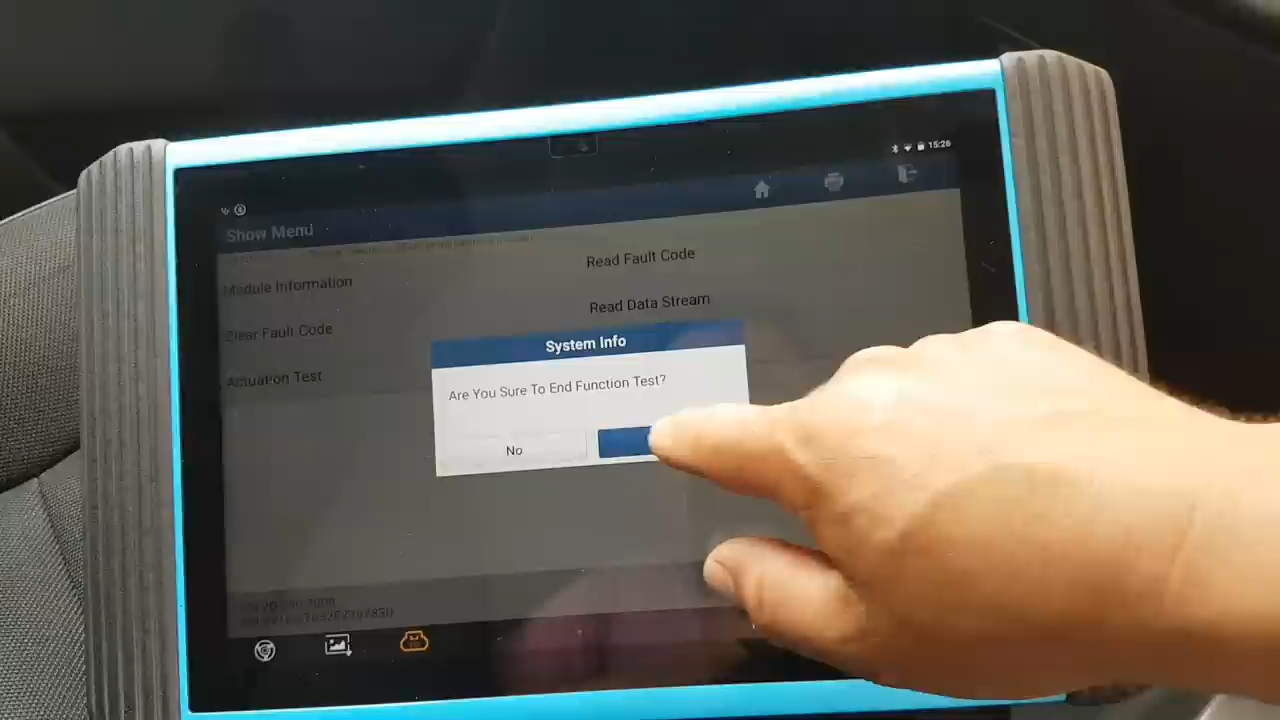 15:26
Show Menu
Module Information
Read Fault Code
Clear Fault Code
Read Data Stream
Actuation Test
System Info
Are You Sure To End Function Test?
No